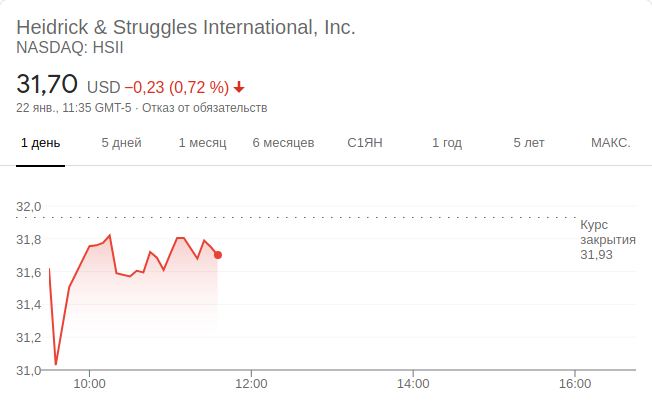 Heidrick & Struggles International, Inc.
NASDAQ: HSII
31,70 USD −0,23 (0,72 %)
22 янв., 11:35 GMT-5 · Отказ от обязательств
1 день 5 дней 1 месяц 6 месяцев С1ЯН 1 год 5 лет МАКС.
32,0
31,8
31,6
31,4
31,2
31,0
Курс
закрытия
31,93
10:00 12:00 14:00 16:00